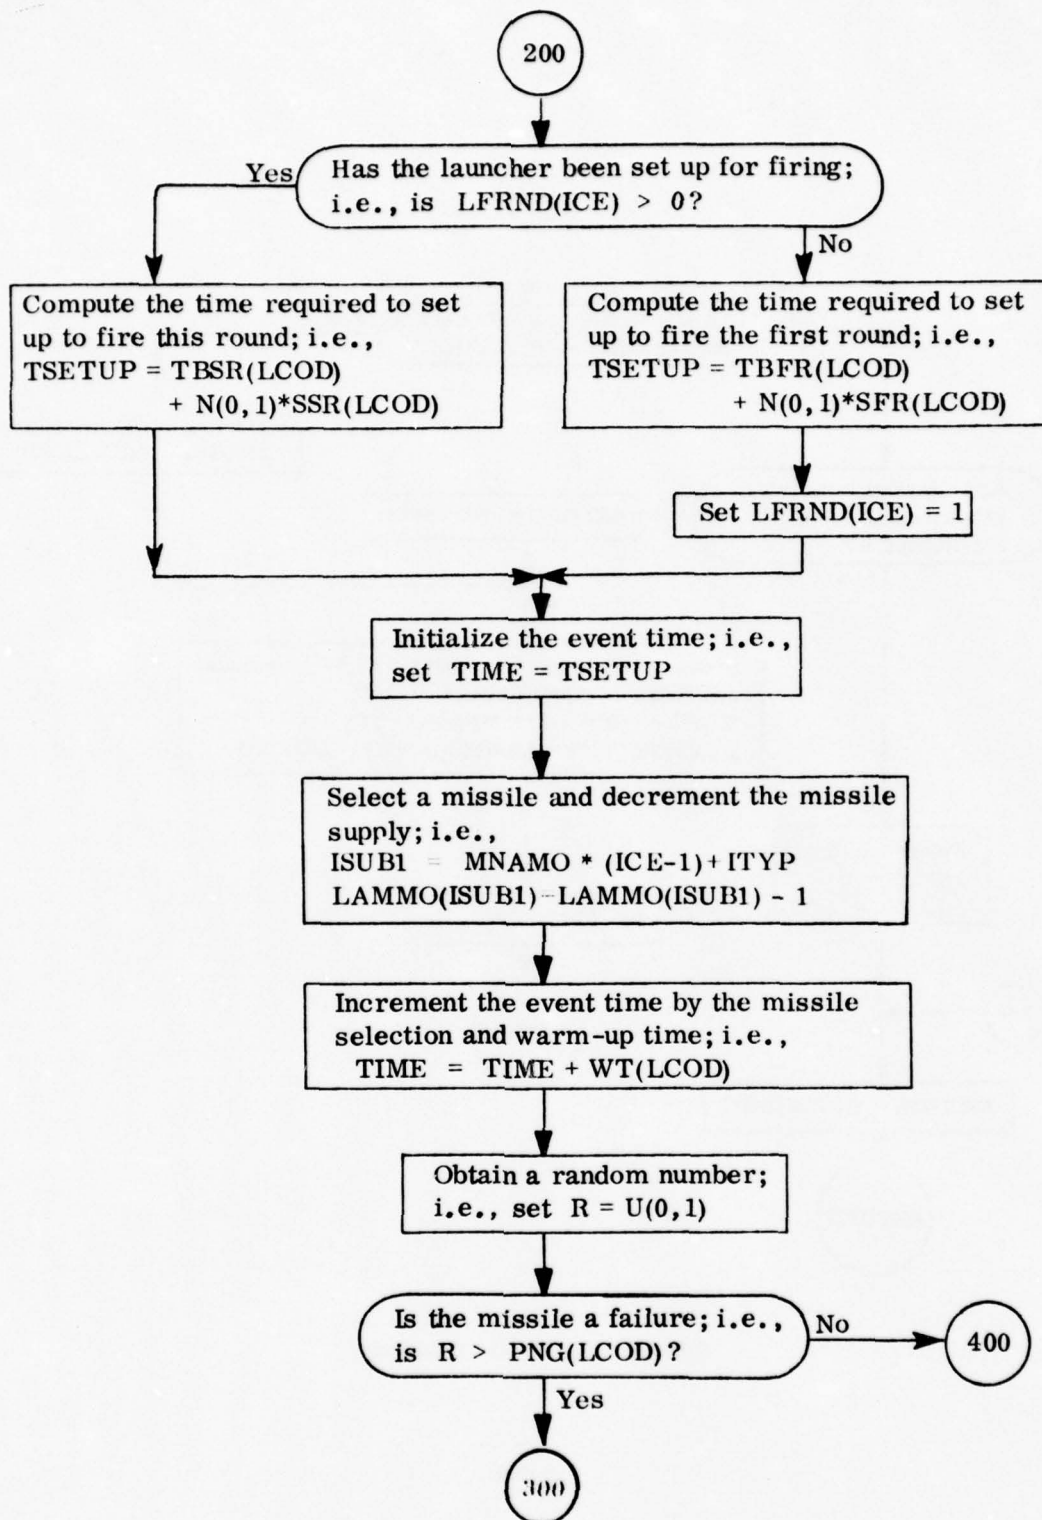 200
Yes
Has the launcher been set up for firing;
i.e., is LFRND(ICE) > 0?
No
Compute the time required to set
up to fire this round; i.e.,
TSETUP = TBSR(LCOD)
+ N(0,1)*SSR(LCOD)
Compute the time required to set
up to fire the first round; i.e.,
TSETUP = TBFR(LCOD)
+ N(0,1)*SFR(LCOD)
Set LFRND(ICE) = 1
Initialize the event time; i.e.,
set TIME = TSETUP
Select a missile and decrement the missile
supply; i.e.,
ISUB1 = MNAMO * (ICE-1)+ ITYP
LAMMO(ISUB1) - LAMMO(ISUB1) - 1
Increment the event time by the missile
selection and warm-up time; i.e.,
TIME = TIME + WT(LCOD)
Obtain a random number;
i.e., set R = U(0,1)
Is the missile a failure; i.e.,
is R > PNG(LCOD)?
No
400
Yes
300